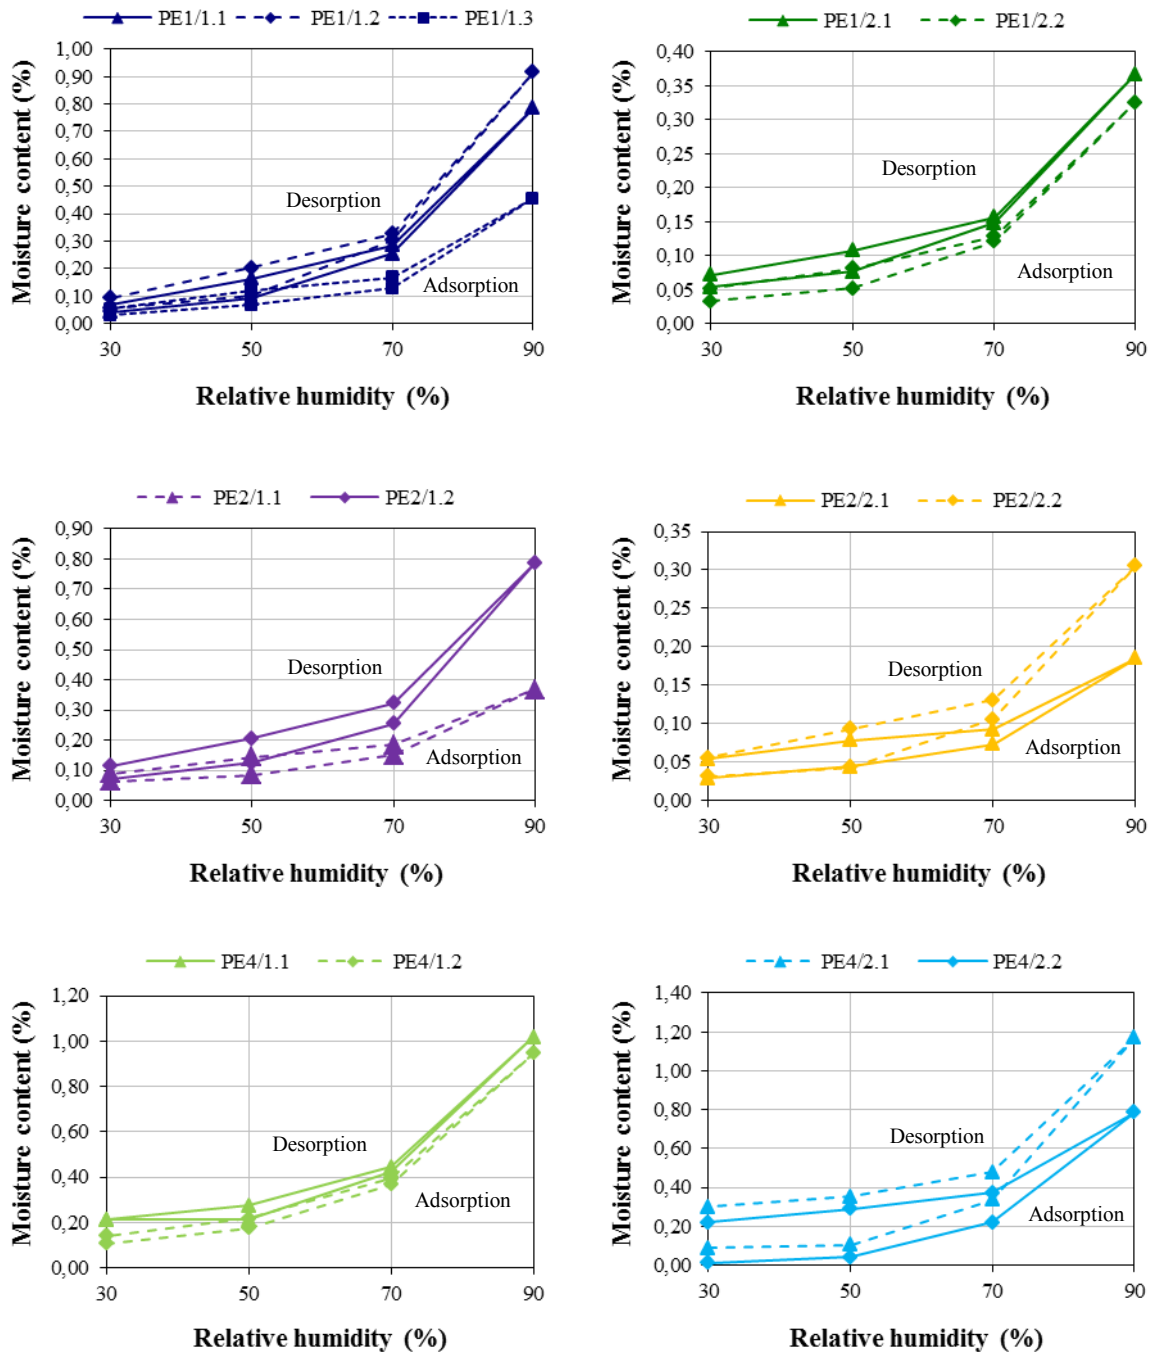 PE1/1.1 PE1/1.2 PE1/1.3
Moisture content (%)
1,00
0,90
0,80
0,70
0,60
0,50
0,40
0,30
0,20
0,10
0,00
Desorption
Adsorption
30 50 70 90
Relative humidity (%)
PE1/2.1 PE1/2.2
Moisture content (%)
0,40
0,35
0,30
0,25
0,20
0,15
0,10
0,05
0,00
Desorption
Adsorption
30 50 70 90
Relative humidity (%)
PE2/1.1 PE2/1.2
Moisture content (%)
0,90
0,80
0,70
0,60
0,50
0,40
0,30
0,20
0,10
0,00
Desorption
Adsorption
30 50 70 90
Relative humidity (%)
PE2/2.1 PE2/2.2
Moisture content (%)
0,35
0,30
0,25
0,20
0,15
0,10
0,05
0,00
Desorption
Adsorption
30 50 70 90
Relative humidity (%)
PE4/1.1 PE4/1.2
Moisture content (%)
1,20
1,00
0,80
0,60
0,40
0,20
0,00
Desorption
Adsorption
30 50 70 90
Relative humidity (%)
PE4/2.1 PE4/2.2
Moisture content (%)
1,40
1,20
1,00
0,80
0,60
0,40
0,20
0,00
Desorption
Adsorption
30 50 70 90
Relative humidity (%)